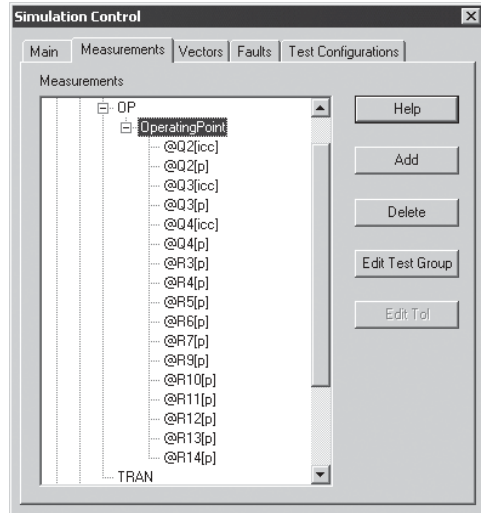 Simulation Control
Main Measurements Vectors Faults Test Configurations
Measurements
OP
OperatingPoint
@Q2[icc]
@Q2[p]
@Q3[icc]
@Q3[p]
@Q4[icc]
@Q4[p]
@R3[p]
@R4[p]
@R5[p]
@R6[p]
@R7[p]
@R9[p]
@R10[p]
@R11[p]
@R12[p]
@R13[p]
@R14[p]
TRAN
Help
Add
Delete
Edit Test Group
Edit Tol